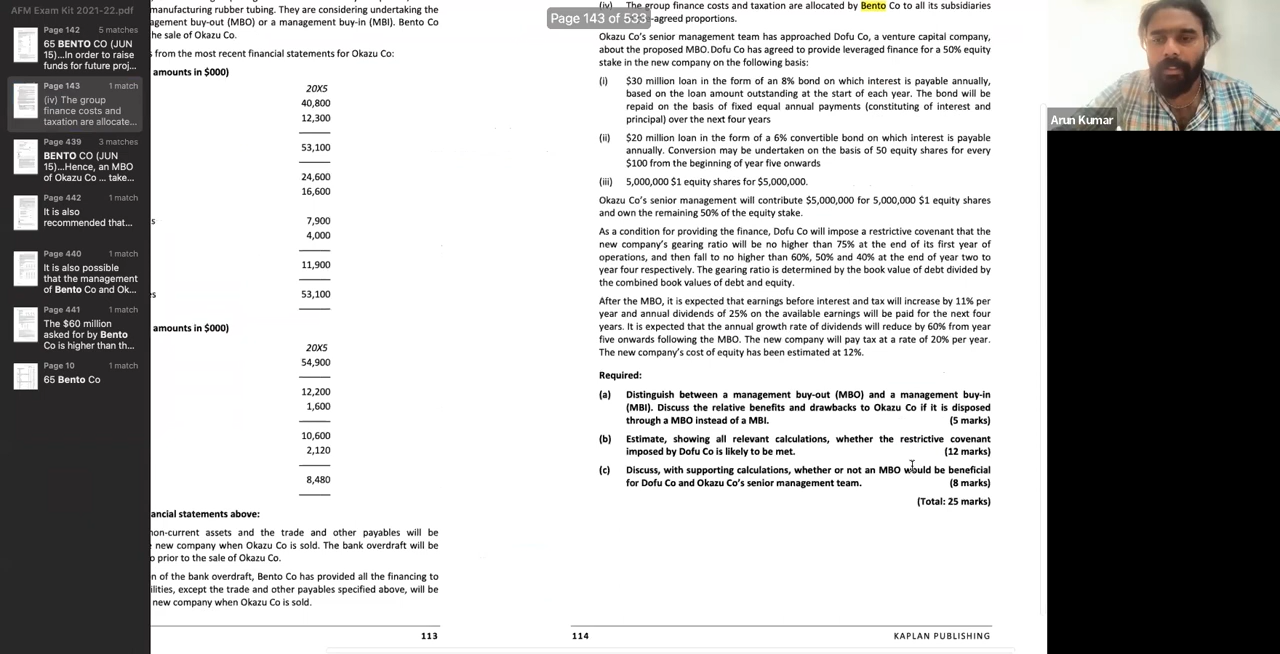 AFM Exam Kit 2021-22.pdf
Page 142 5 matches
65 BENTO CO (JUN
15)...In order to raise
funds for future proj...
Page 143 1 match
(iv) The group
finance costs and
taxation are allocate...
Page 439 3 matches
BENTO CO (JUN
15)...Hence, an MBO
of Okazu Co ... take...
Page 442 1 match
It is also
recommended that...
Page 440 1 match
It is also possible
that the management
of Bento Co and Ok...
Page 441 1 match
The $60 million
asked for by Bento
Co is higher than th...
Page 10 1 match
65 Bento Co
manufacturing rubber tubing. They are considering undertaking the
agement buy-out (MBO) or a management buy-in (MBI). Bento Co
he sale of Okazu Co.
s from the most recent financial statements for Okazu Co:
amounts in $000)
20X5
40,800
12,300
53,100
24,600
16,600
s 7,900
4,000
11,900
es 53,100
amounts in $000)
20X5
54,900
12,200
1,600
10,600
2,120
8,480
ancial statements above:
non-current assets and the trade and other payables will be
new company when Okazu Co is sold. The bank overdraft will be
o prior to the sale of Okazu Co.
n of the bank overdraft, Bento Co has provided all the financing to
ilities, except the trade and other payables specified above, will be
new company when Okazu Co is sold.
113
Page 143 of 533
(iv) The group finance costs and taxation are allocated by Bento Co to all its subsidiaries
-agreed proportions.
Okazu Co's senior management team has approached Dofu Co, a venture capital company,
about the proposed MBO. Dofu Co has agreed to provide leveraged finance for a 50% equity
stake in the new company on the following basis:
(i) $30 million loan in the form of an 8% bond on which interest is payable annually,
based on the loan amount outstanding at the start of each year. The bond will be
repaid on the basis of fixed equal annual payments (constituting of interest and
principal) over the next four years
(ii) $20 million loan in the form of a 6% convertible bond on which interest is payable
annually. Conversion may be undertaken on the basis of 50 equity shares for every
$100 from the beginning of year five onwards
(iii) 5,000,000 $1 equity shares for $5,000,000.
Okazu Co's senior management will contribute $5,000,000 for 5,000,000 $1 equity shares
and own the remaining 50% of the equity stake.
As a condition for providing the finance, Dofu Co will impose a restrictive covenant that the
new company's gearing ratio will be no higher than 75% at the end of its first year of
operations, and then fall to no higher than 60%, 50% and 40% at the end of year two to
year four respectively. The gearing ratio is determined by the book value of debt divided by
the combined book values of debt and equity.
After the MBO, it is expected that earnings before interest and tax will increase by 11% per
year and annual dividends of 25% on the available earnings will be paid for the next four
years. It is expected that the annual growth rate of dividends will reduce by 60% from year
five onwards following the MBO. The new company will pay tax at a rate of 20% per year.
The new company's cost of equity has been estimated at 12%.
Required:
(a) Distinguish between a management buy-out (MBO) and a management buy-in
(MBI). Discuss the relative benefits and drawbacks to Okazu Co if it is disposed
through a MBO instead of a MBI. (5 marks)
(b) Estimate, showing all relevant calculations, whether the restrictive covenant
imposed by Dofu Co is likely to be met. (12 marks)
(c) Discuss, with supporting calculations, whether or not an MBO would be beneficial
for Dofu Co and Okazu Co's senior management team. (8 marks)
(Total: 25 marks)
114 KAPLAN PUBLISHING
Arun Kumar